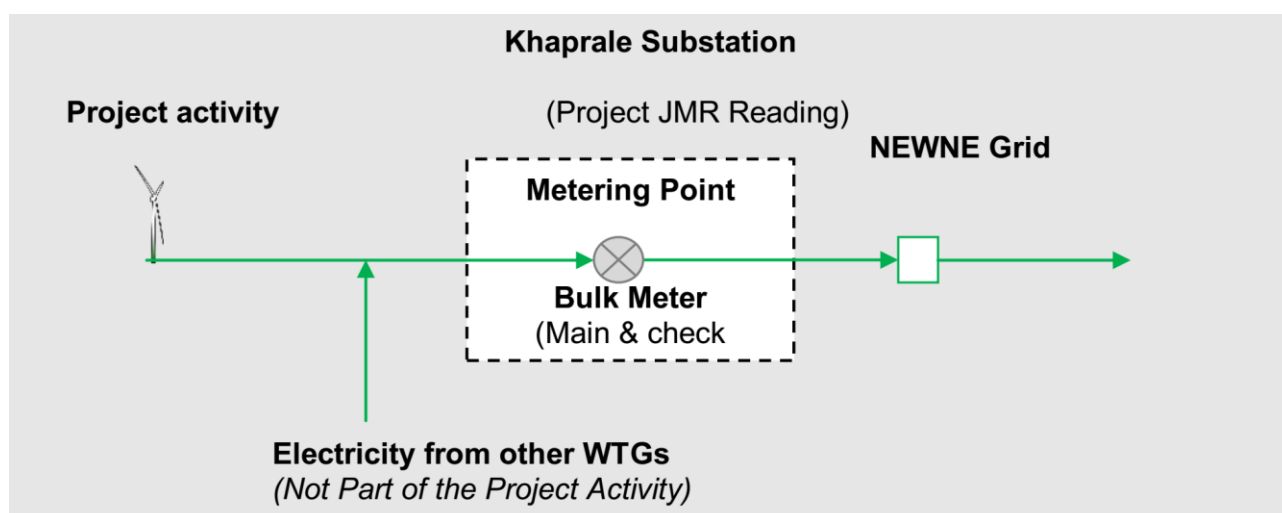 Khaprale Substation
Project activity
(Project JMR Reading)
NEWNE Grid
Metering Point
Bulk Meter
(Main & check
Electricity from other WTGs
(Not Part of the Project Activity)